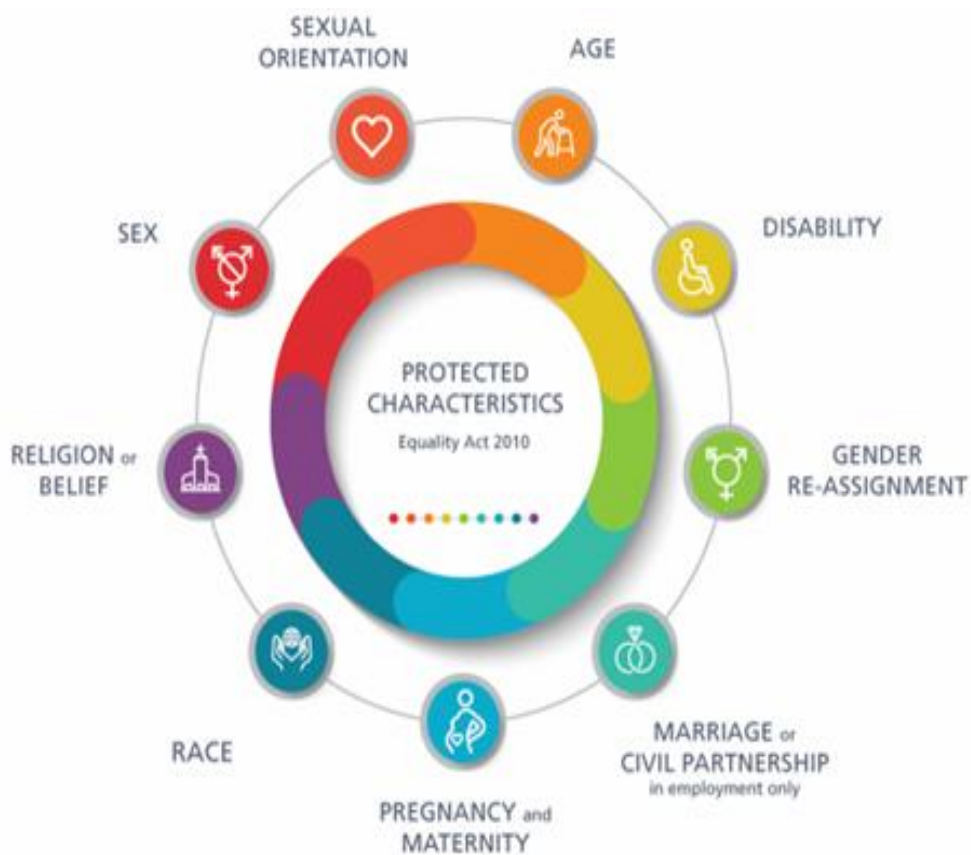 SEXUAL
ORIENTATION
AGE
SEX
DISABILITY
PROTECTED
CHARACTERISTICS
Equality Act 2010
RELIGION or
BELIEF
GENDER
RE-ASSIGNMENT
RACE
MARRIAGE or
CIVIL PARTNERSHIP
in employment only
PREGNANCY and
MATERNITY